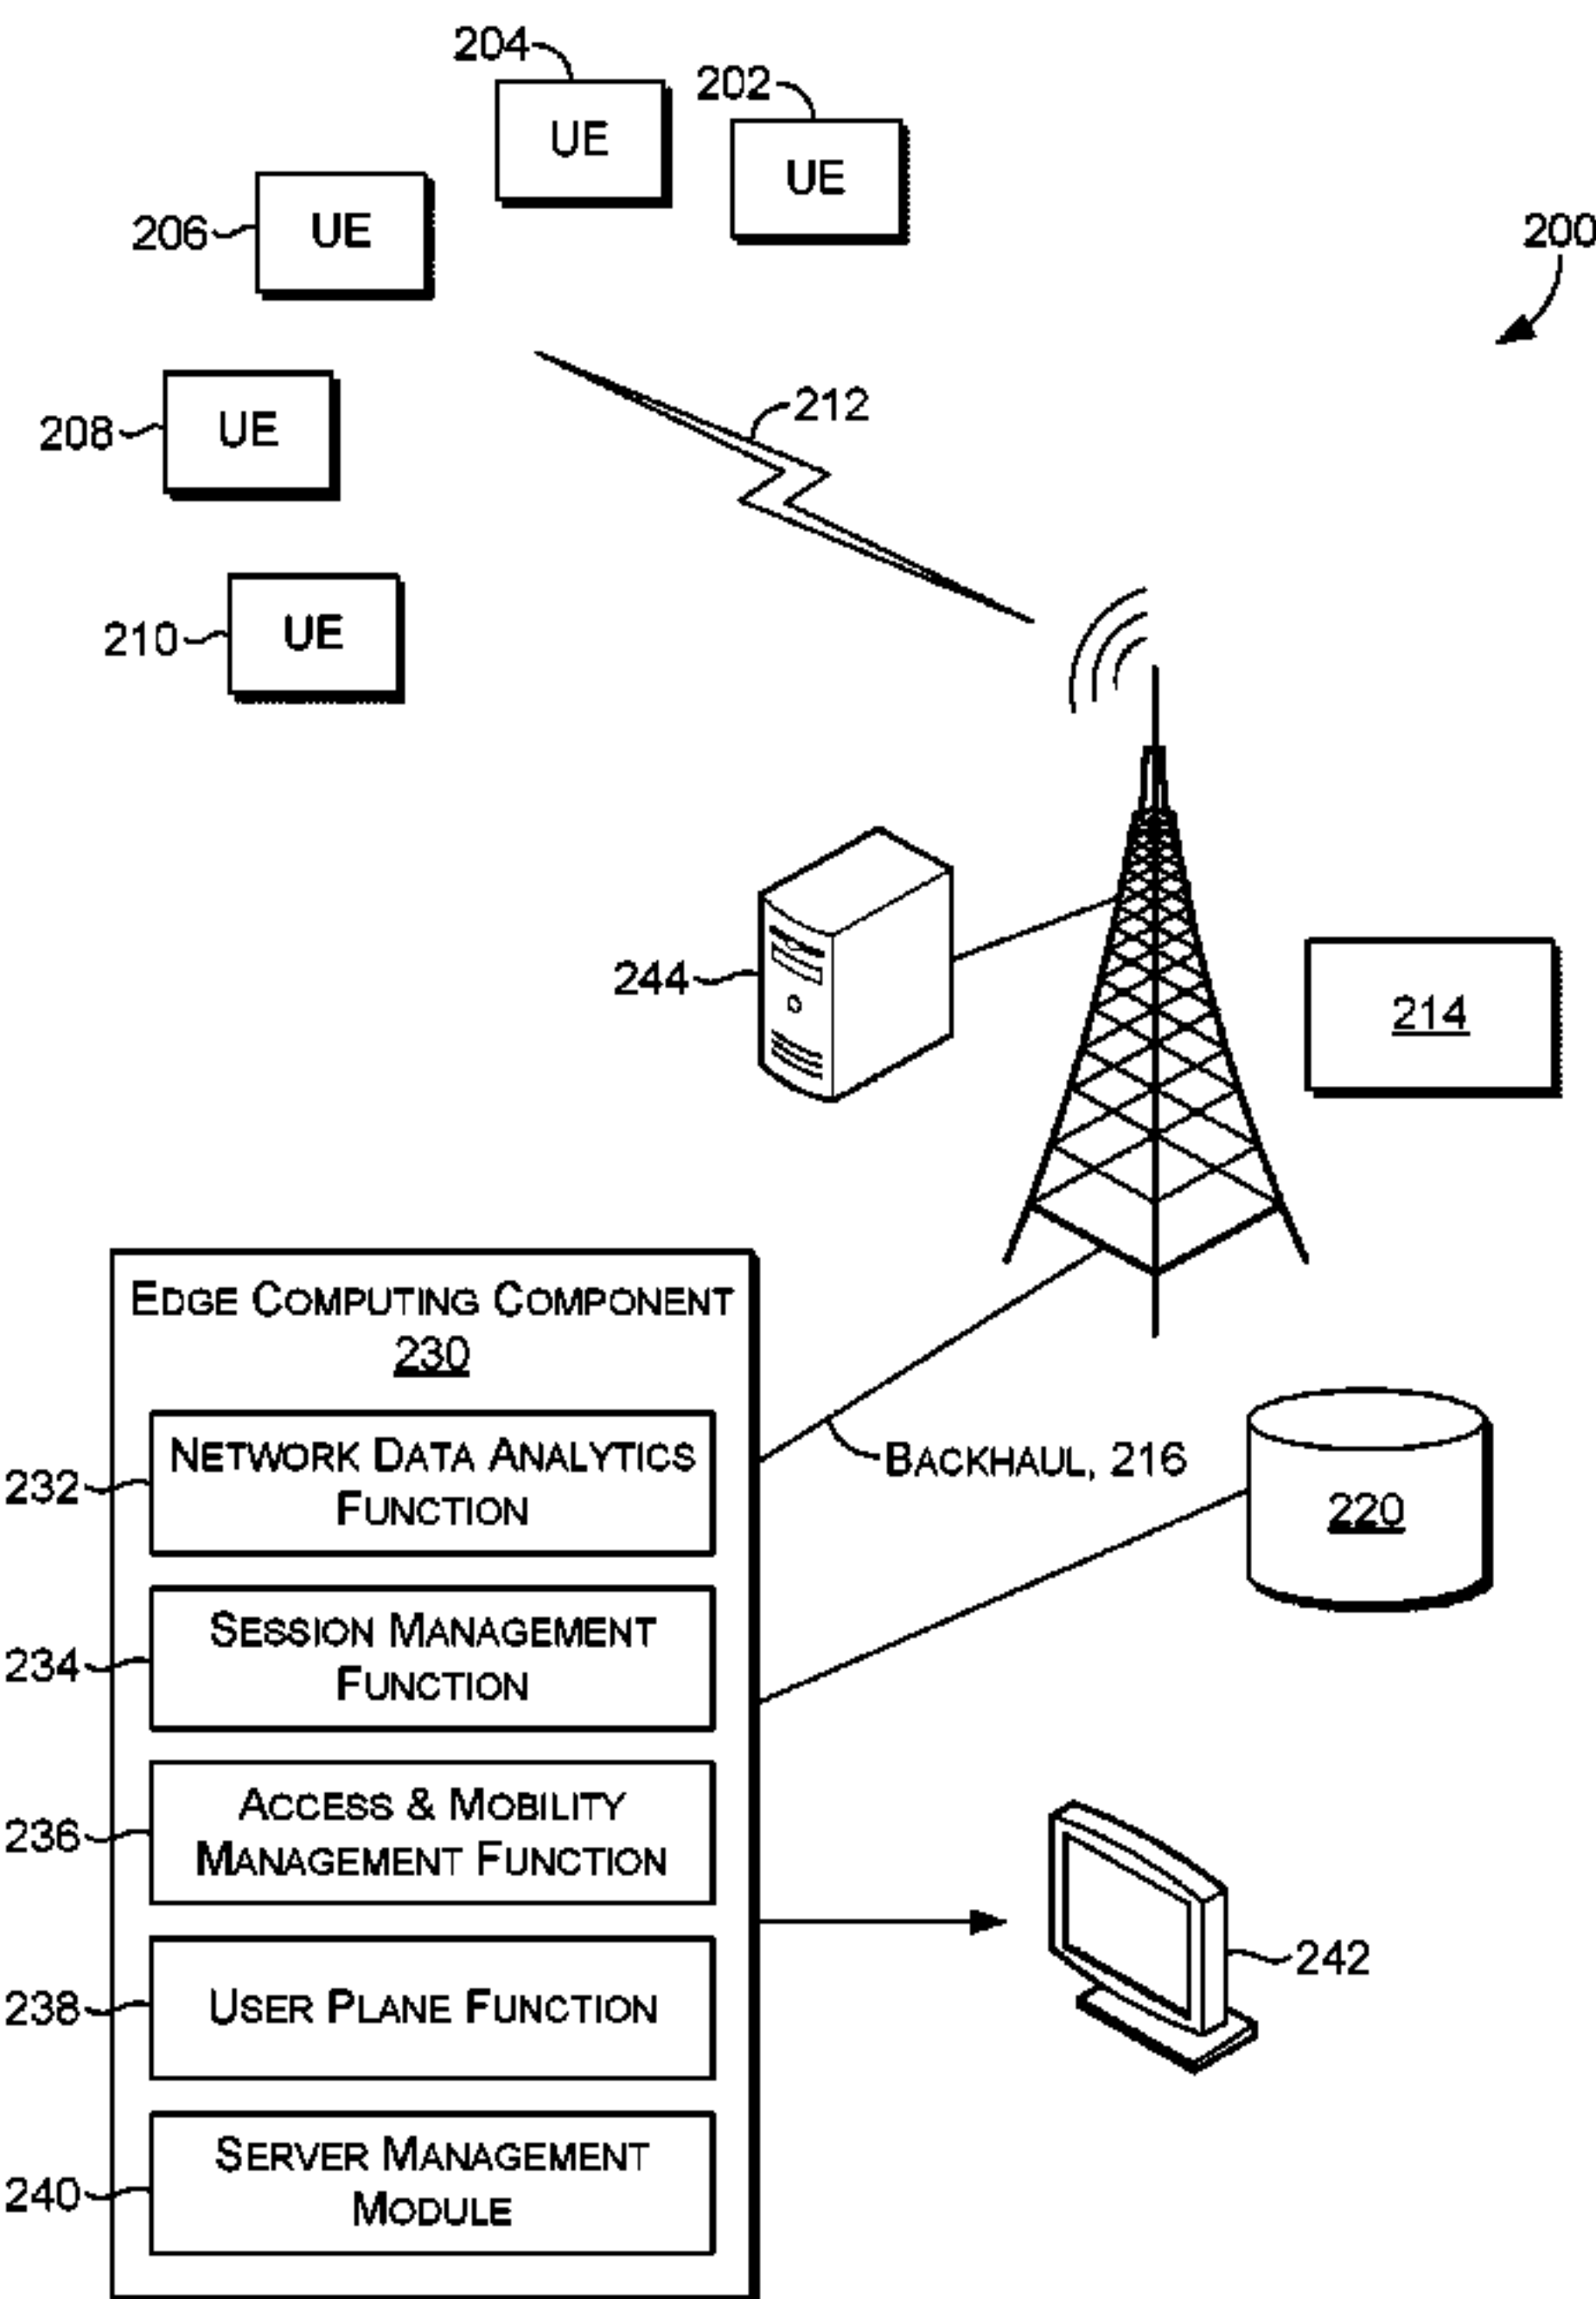 204
202
UE
UE
206
UE
200
208
UE
212
210
UE
244
214
EDGE COMPUTING COMPONENT
230
232
NETWORK DATA ANALYTICS
FUNCTION
BACKHAUL, 216
220
234
SESSION MANAGEMENT
FUNCTION
236
ACCESS & MOBILITY
MANAGEMENT FUNCTION
242
238
USER PLANE FUNCTION
240
SERVER MANAGEMENT
MODULE